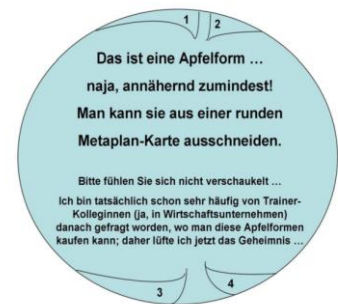 1 2
Das ist eine Apfelform ...
naja, annähernd zumindest!
Man kann sie aus einer runden
Metaplan-Karte ausschneiden.
Bitte fühlen Sie sich nicht verschaukelt ...
Ich bin tatsächlich schon sehr häufig von Trainer-
Kolleginnen (ja, in Wirtschaftsunternehmen)
danach gefragt worden, wo man diese Apfelformen
kaufen kann; daher lüfte ich jetzt das Geheimnis ...
3 4